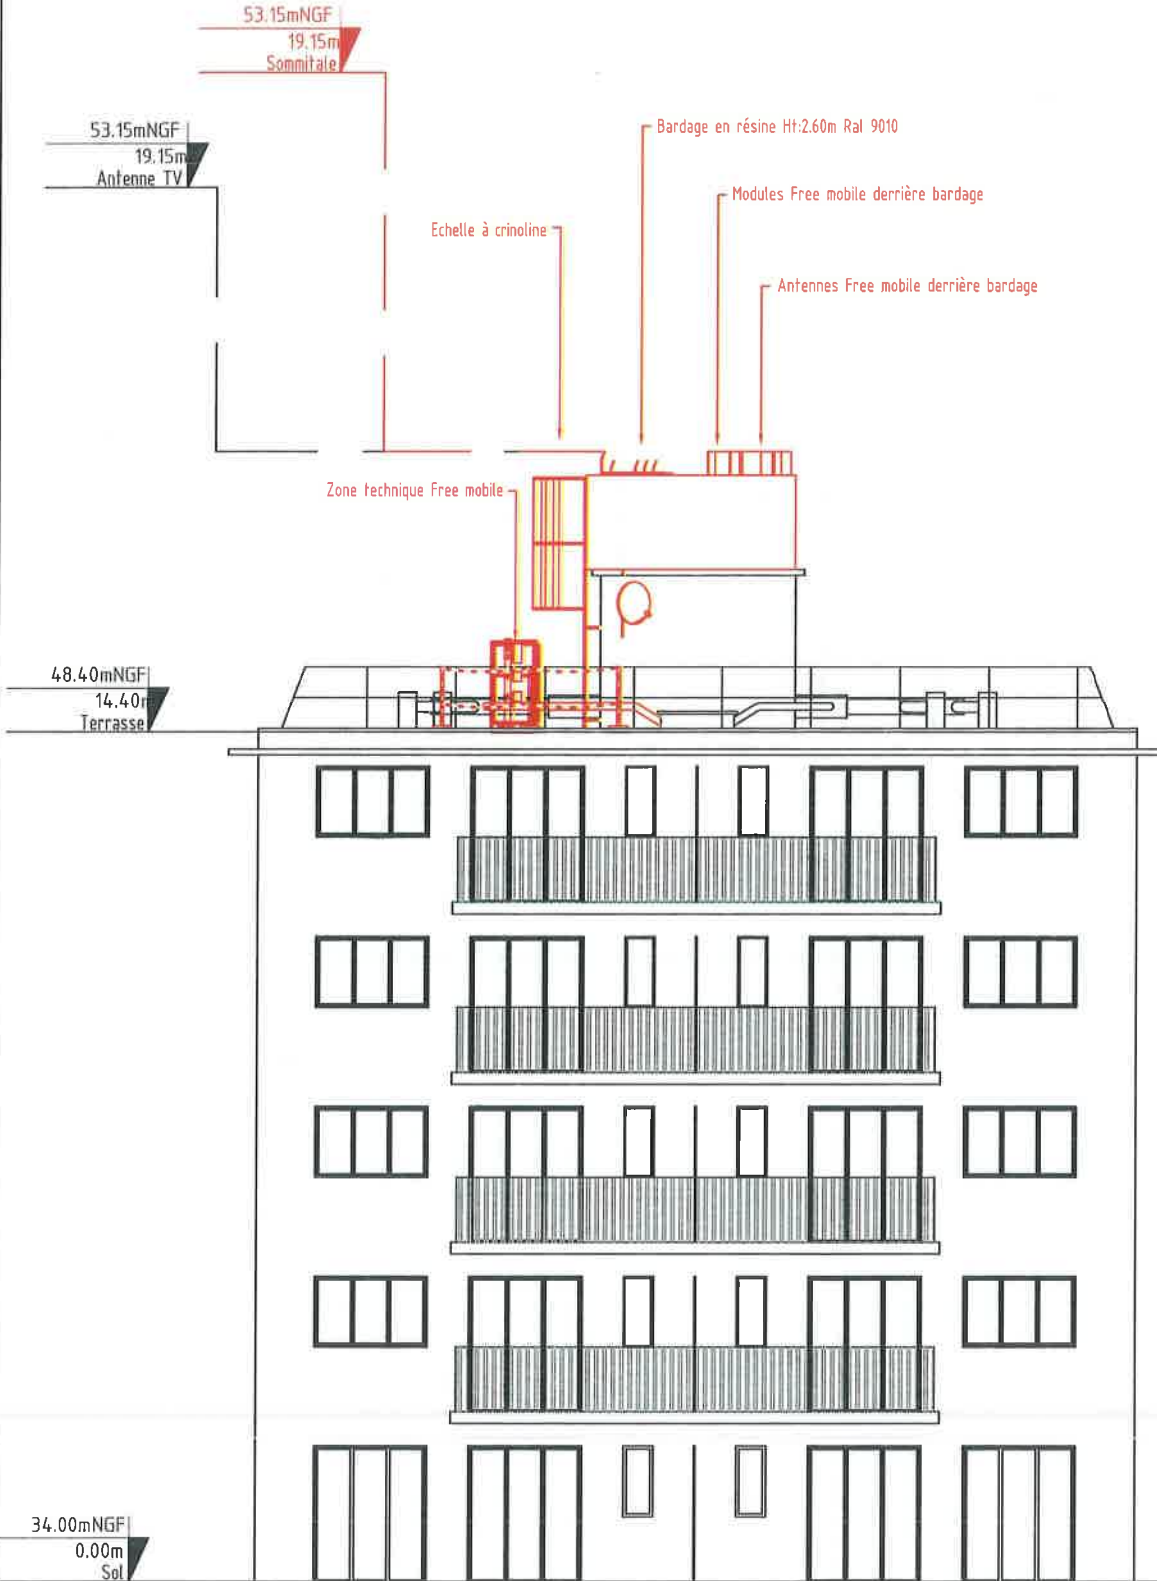 53.15mNGF
19.15m
Sommitale
53.15mNGF
19.15m
Antenne TV
Bardage en résine Ht:2.60m Ral 9010
Modules Free mobile derrière bardage
Echelle à crinoline
Antennes Free mobile derrière bardage
Zone technique Free mobile
48.40mNGF
14.40m
Terrasse
34.00mNGF
0.00m
Sol